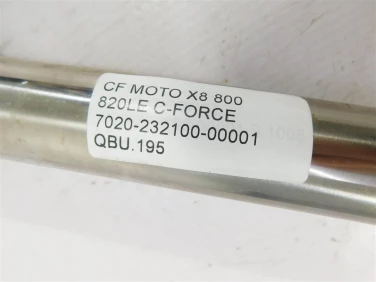 CF MOTO X8 800
820LE C-FORCE
7020-232100-00001
QBU.195